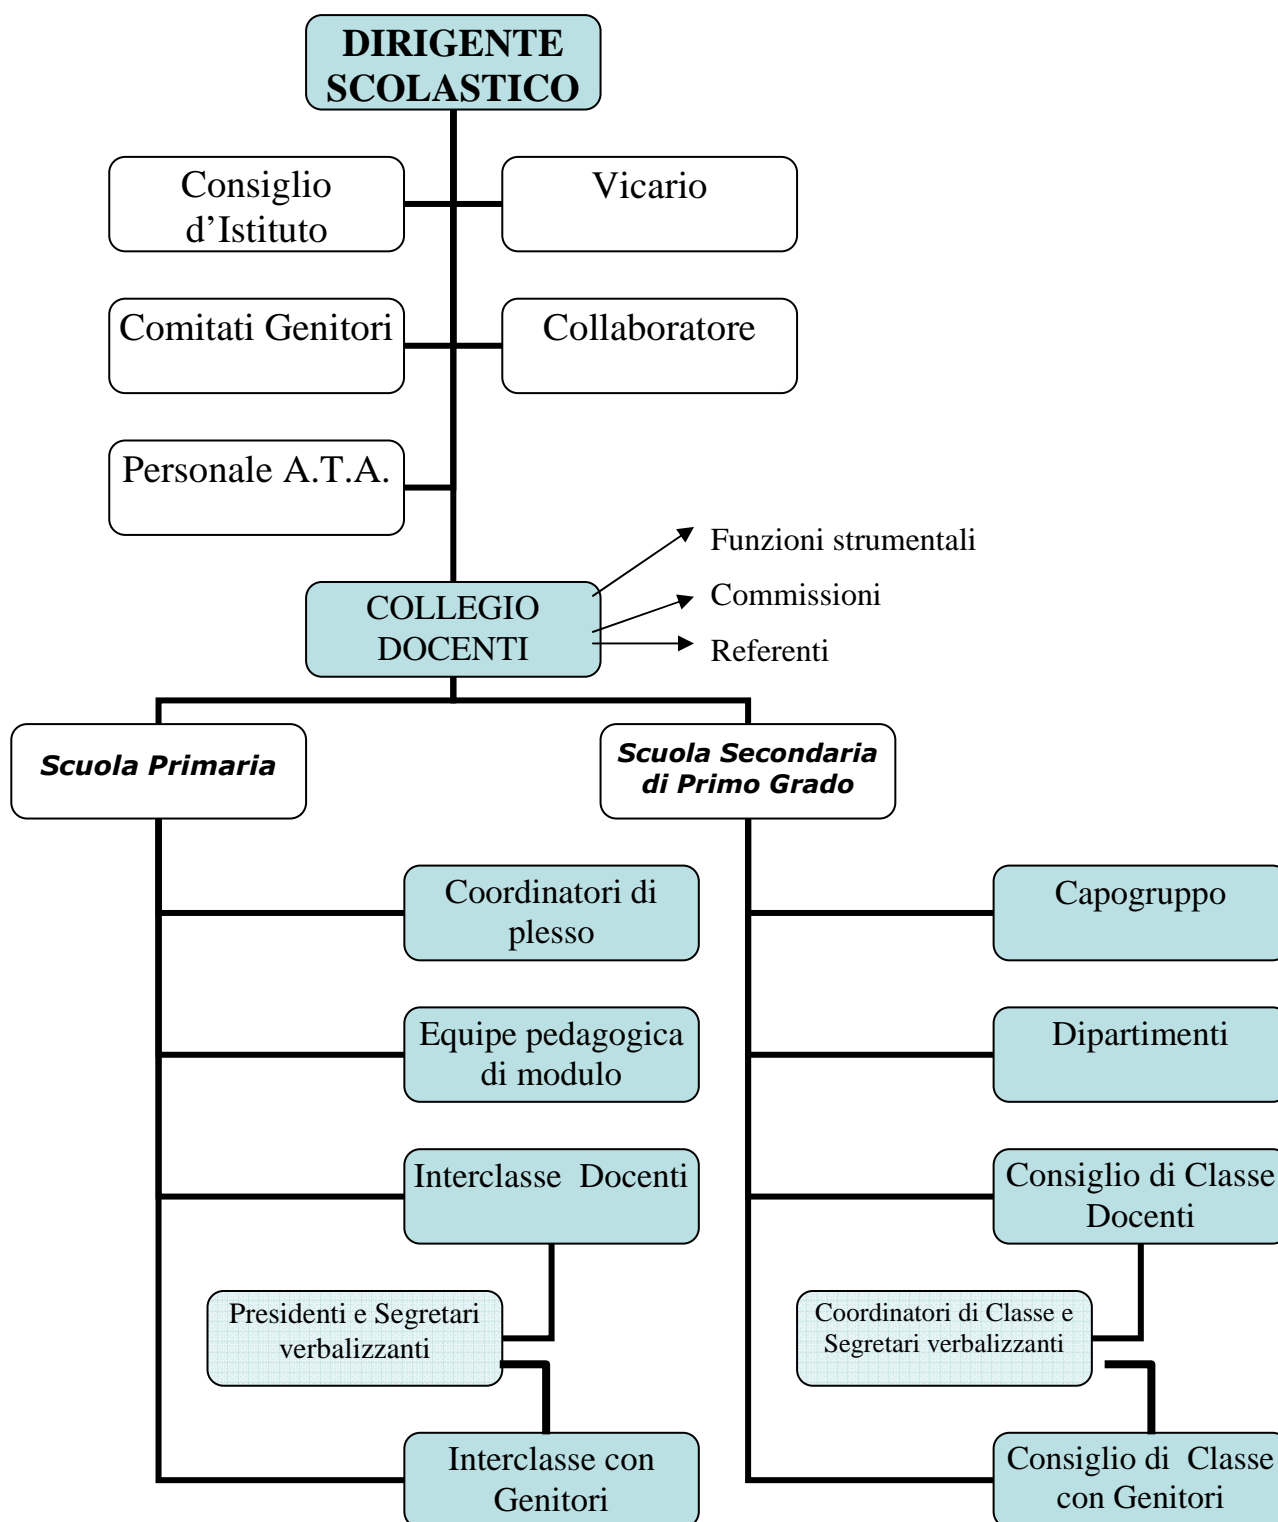 DIRIGENTE
SCOLASTICO
Consiglio
d’Istituto
Vicario
Comitati Genitori
Collaboratore
Personale A.T.A.
Funzioni strumentali
COLLEGIO
DOCENTI
Commissioni
Referenti
Scuola Primaria
Scuola Secondaria
di Primo Grado
Coordinatori di
plesso
Capogruppo
Equipe pedagogica
di modulo
Dipartimenti
Interclasse  Docenti
Consiglio di Classe
Docenti
Presidenti e Segretari
verbalizzanti
Coordinatori di Classe e
Segretari verbalizzanti
Interclasse con
Genitori
Consiglio di  Classe
con Genitori